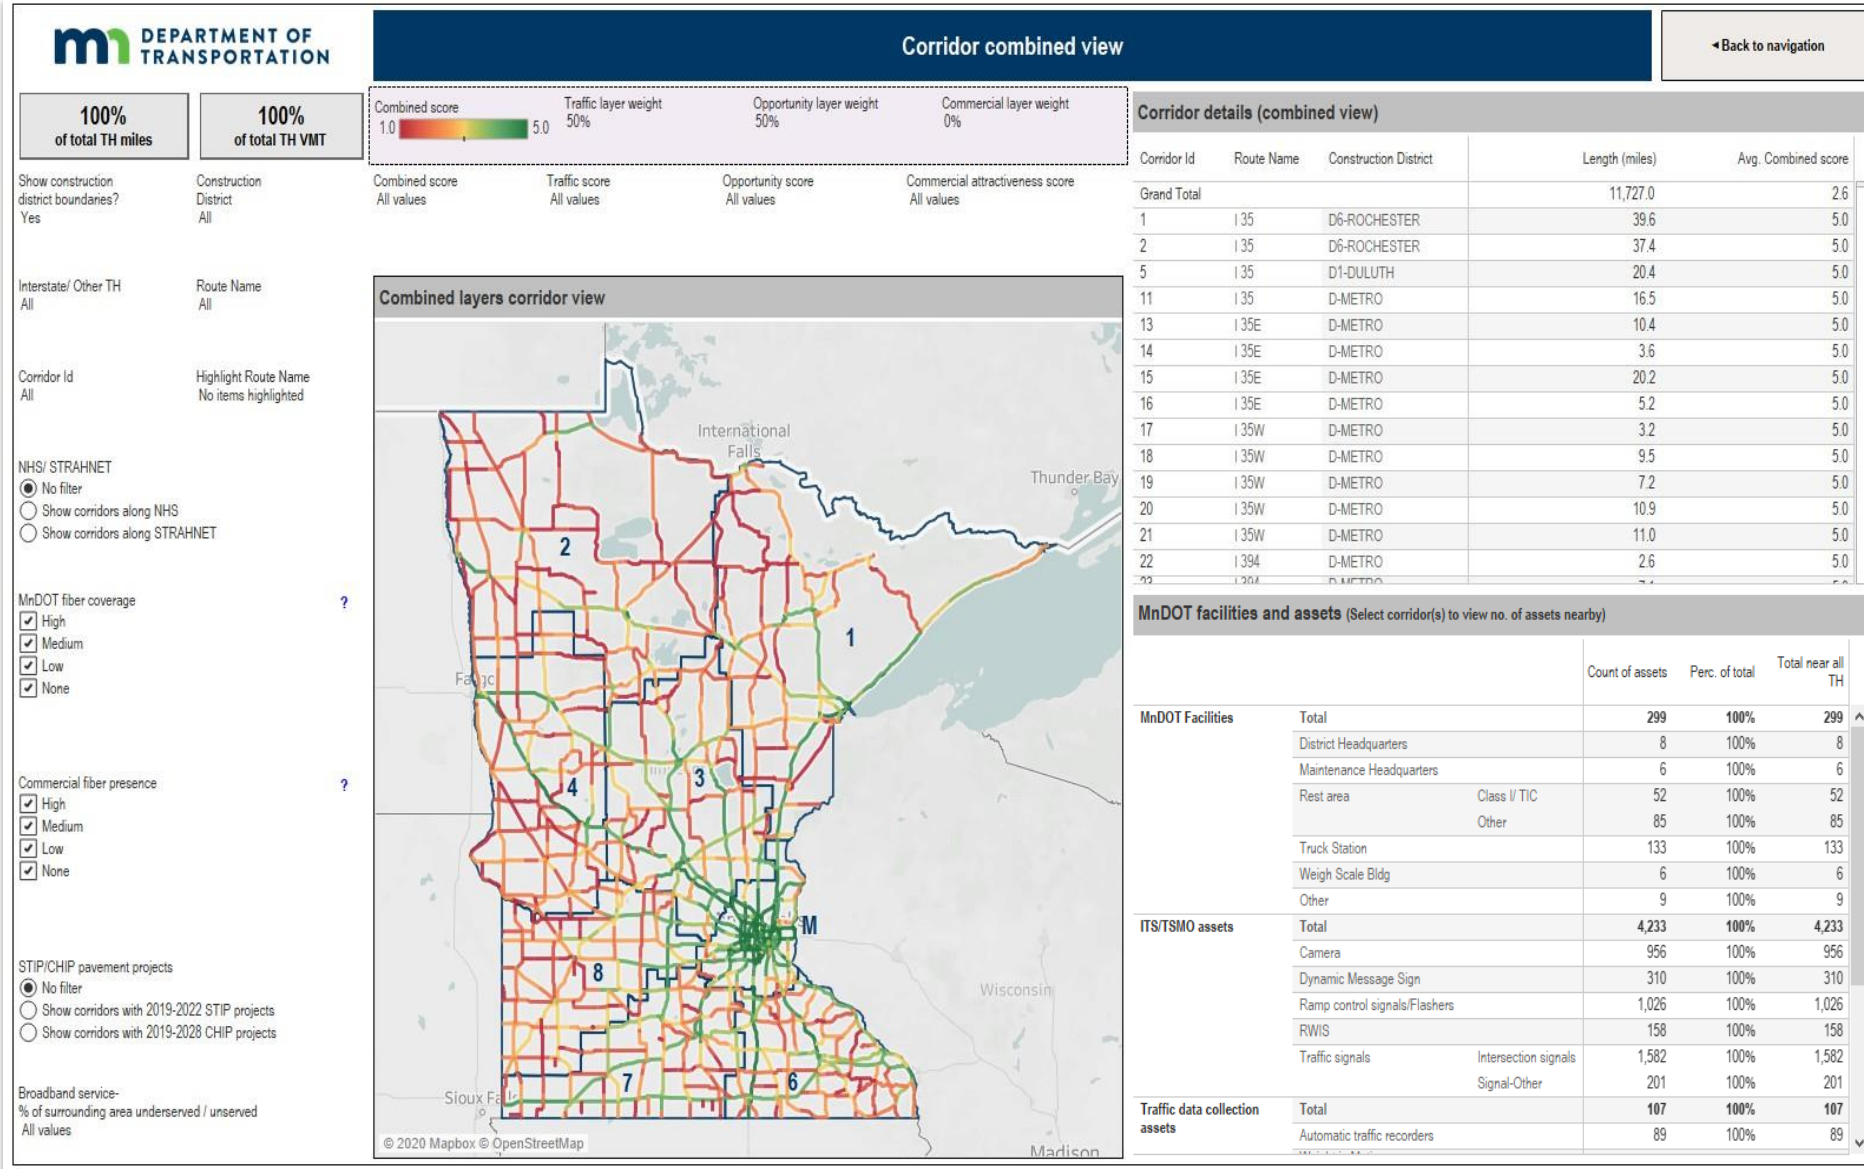 mn DEPARTMENT OF
TRANSPORTATION
Corridor combined view
◄Back to navigation
100%
of total TH miles
100%
of total TH VMT
Combined score
1.0 5.0
Traffic layer weight
50%
Opportunity layer weight
50%
Commercial layer weight
0%
Show construction
district boundaries?
Yes
Construction
District
All
Combined score
All values
Traffic score
All values
Opportunity score
All values
Commercial attractiveness score
All values
Interstate/ Other TH
All
Route Name
All
Corridor Id
All
Highlight Route Name
No items highlighted
NHS/ STRAHNET
No filter
Show corridors along NHS
Show corridors along STRAHNET
MnDOT fiber coverage ?
High
Medium
Low
None
Commercial fiber presence ?
High
Medium
Low
None
STIP/CHIP pavement projects
No filter
Show corridors with 2019-2022 STIP projects
Show corridors with 2019-2028 CHIP projects
Broadband service-
% of surrounding area underserved / unserved
All values
Combined layers corridor view
International
Falls
Thunder Bay
2
1
Fargo
4
3
M
8
Wisconsin
7
6
Sioux Falls
Madison
© 2020 Mapbox © OpenStreetMap
Corridor details (combined view)
Corridor Id Route Name Construction District Length (miles) Avg. Combined score
Grand Total 11,727.0 2.6
1 I 35 D6-ROCHESTER 39.6 5.0
2 I 35 D6-ROCHESTER 37.4 5.0
5 I 35 D1-DULUTH 20.4 5.0
11 I 35 D-METRO 16.5 5.0
13 I 35E D-METRO 10.4 5.0
14 I 35E D-METRO 3.6 5.0
15 I 35E D-METRO 20.2 5.0
16 I 35E D-METRO 5.2 5.0
17 I 35W D-METRO 3.2 5.0
18 I 35W D-METRO 9.5 5.0
19 I 35W D-METRO 7.2 5.0
20 I 35W D-METRO 10.9 5.0
21 I 35W D-METRO 11.0 5.0
22 I 394 D-METRO 2.6 5.0
MnDOT facilities and assets (Select corridor(s) to view no. of assets nearby)
Count of assets Perc. of total Total near all
TH
MnDOT Facilities Total 299 100% 299
District Headquarters 8 100% 8
Maintenance Headquarters 6 100% 6
Rest area Class I/ TIC 52 100% 52
Other 85 100% 85
Truck Station 133 100% 133
Weigh Scale Bldg 6 100% 6
Other 9 100% 9
ITS/TSMO assets Total 4,233 100% 4,233
Camera 956 100% 956
Dynamic Message Sign 310 100% 310
Ramp control signals/Flashers 1,026 100% 1,026
RWIS 158 100% 158
Traffic signals Intersection signals 1,582 100% 1,582
Signal-Other 201 100% 201
Traffic data collection
assets Total 107 100% 107
Automatic traffic recorders 89 100% 89